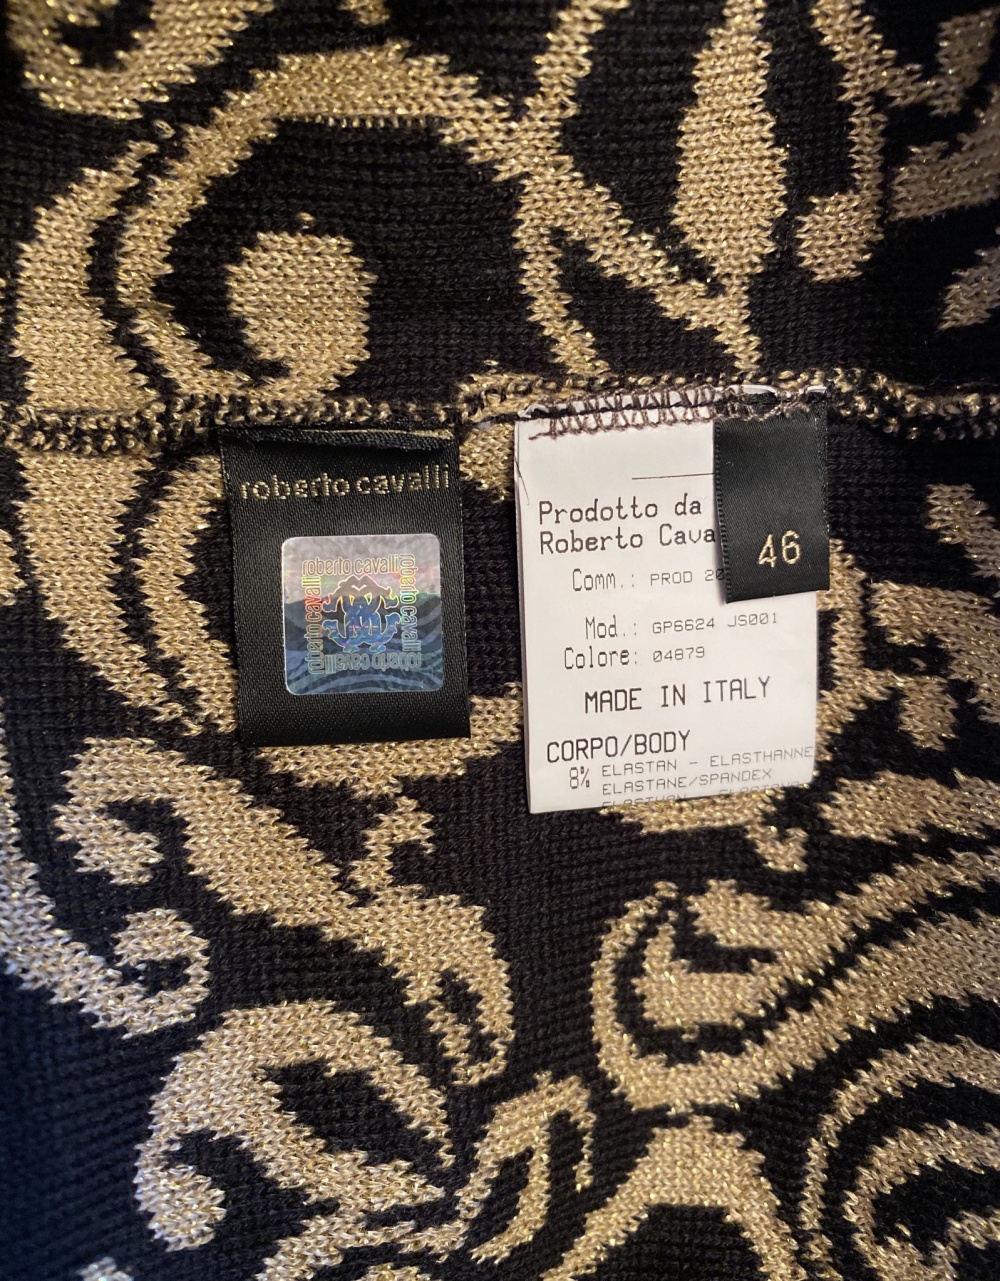 roberto cavalli
roberto cavalli
roberto cavalli
roberto cavalli
roberto cavalli
Prodotto da
Roberto Cava
46
Comm.: PROD 20
Mod.: GP6624 JS001
Colore: 04879
MADE IN ITALY
CORPO/BODY
8% ELASTAN - ELASTHANNE
ELASTANE/SPANDEX